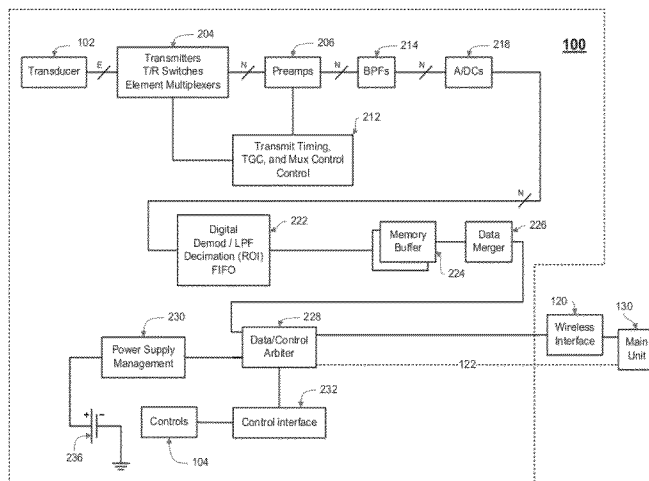 102
204
206
214
218
100
Transducer
E
Transmitters
T/R Switches
Element Multiplexers
N
Preamps
N
BPFs
N
A/DCs
212
Transmit Timing,
TGC, and Mux Control
Control
N
222
Digital
Demod / LPF
Decimation (ROI)
FIFO
Memory
Buffer
224
Data
Merger
226
230
228
120
130
Power Supply
Management
Data/Control
Arbiter
Wireless
Interface
Main
Unit
122
232
+
−
236
Controls
Control interface
104